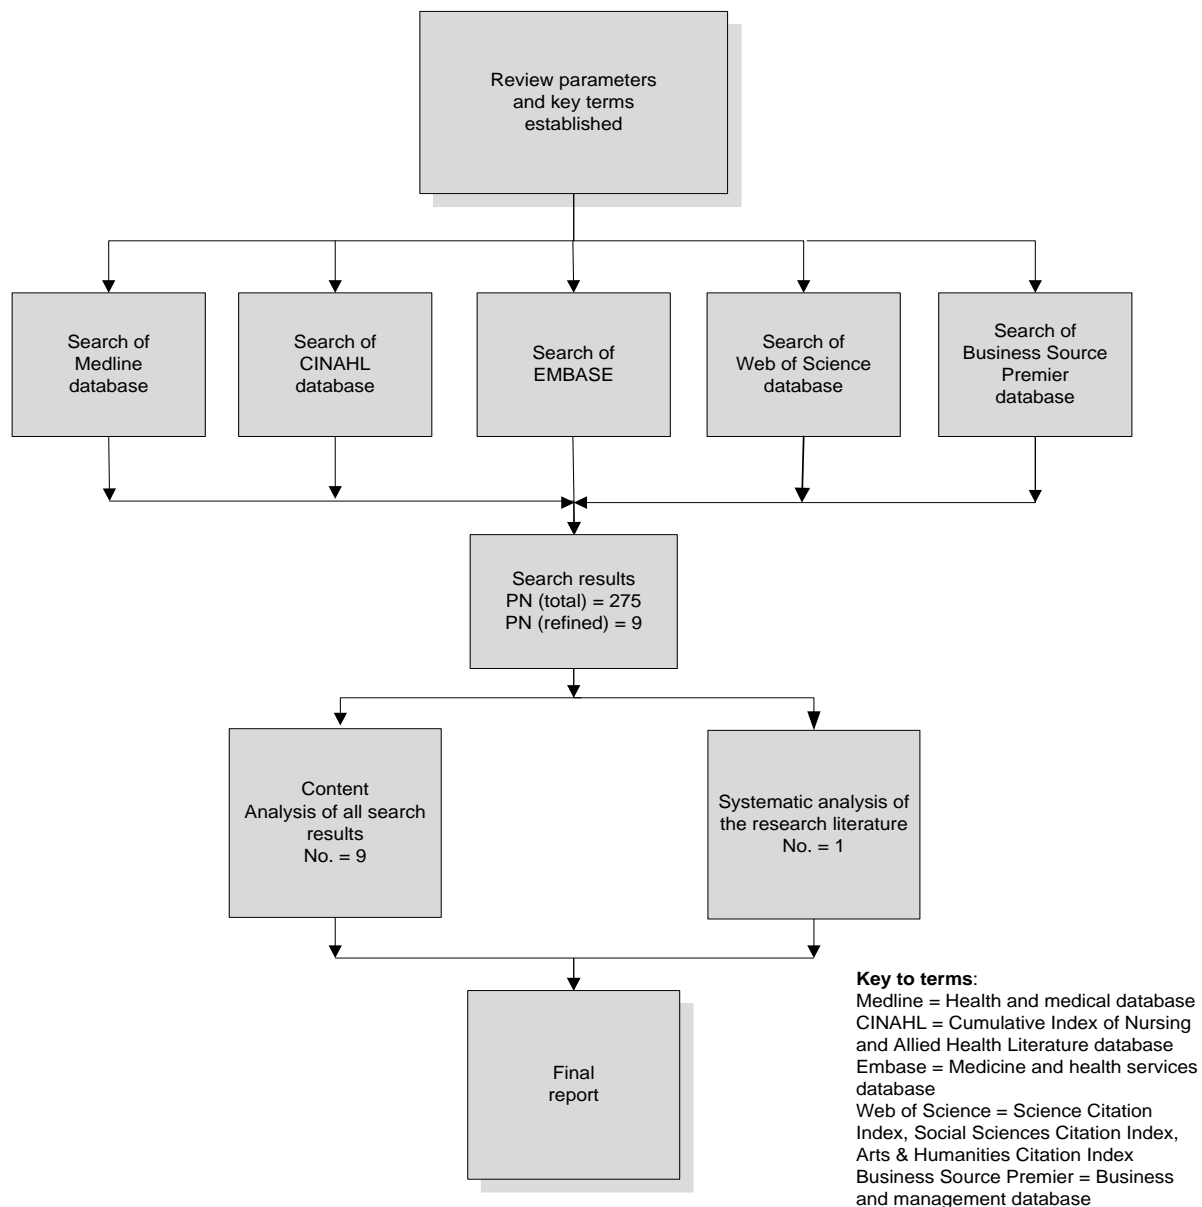 Review parameters
and key terms
established
Search of
Medline
database
Search of
CINAHL
database
Search of
EMBASE
Search of
Web of Science
database
Search of
Business Source
Premier
database
Search results
PN (total) = 275
PN (refined) = 9
Content
Analysis of all search
results
No. = 9
Systematic analysis of
the research literature
No. = 1
Final
report
Key to terms:
Medline = Health and medical database
CINAHL = Cumulative Index of Nursing
and Allied Health Literature database
Embase = Medicine and health services
database
Web of Science = Science Citation
Index, Social Sciences Citation Index,
Arts & Humanities Citation Index
Business Source Premier = Business
and management database